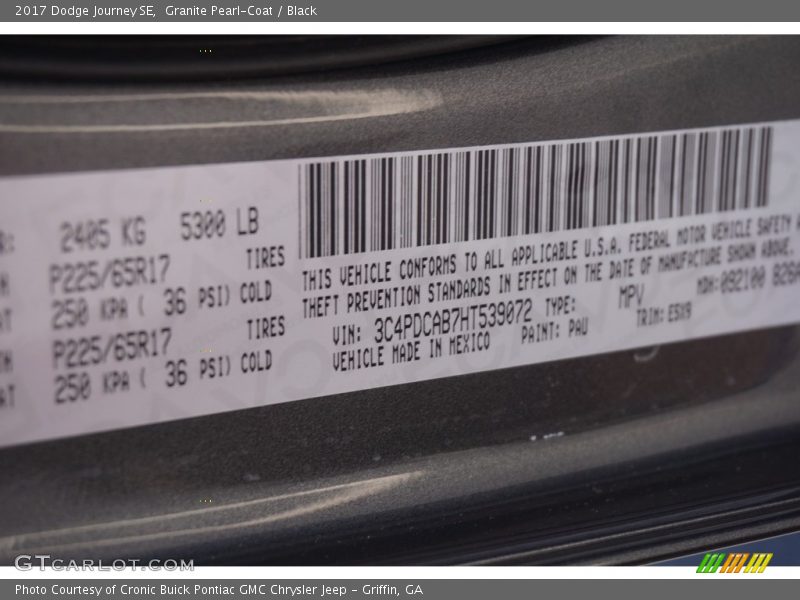 2017 Dodge Journey SE, Granite Pearl-Coat / Black
2405 KG 5300 LB
P225/65R17 TIRES
250 KPA ( 36 PSI) COLD
P225/65R17 TIRES
250 KPA ( 36 PSI) COLD
THIS VEHICLE CONFORMS TO ALL APPLICABLE U.S.A. FEDERAL MOTOR VEHICLE SAFETY
THEFT PREVENTION STANDARDS IN EFFECT ON THE DATE OF MANUFACTURE SHOWN ABOVE.
VIN: 3C4PDCAB7HT539072 TYPE: MPV MDH:092100
VEHICLE MADE IN MEXICO PAINT: PAU TRIM:E5X9
GTCARLOT.COM
Photo Courtesy of Cronic Buick Pontiac GMC Chrysler Jeep - Griffin, GA